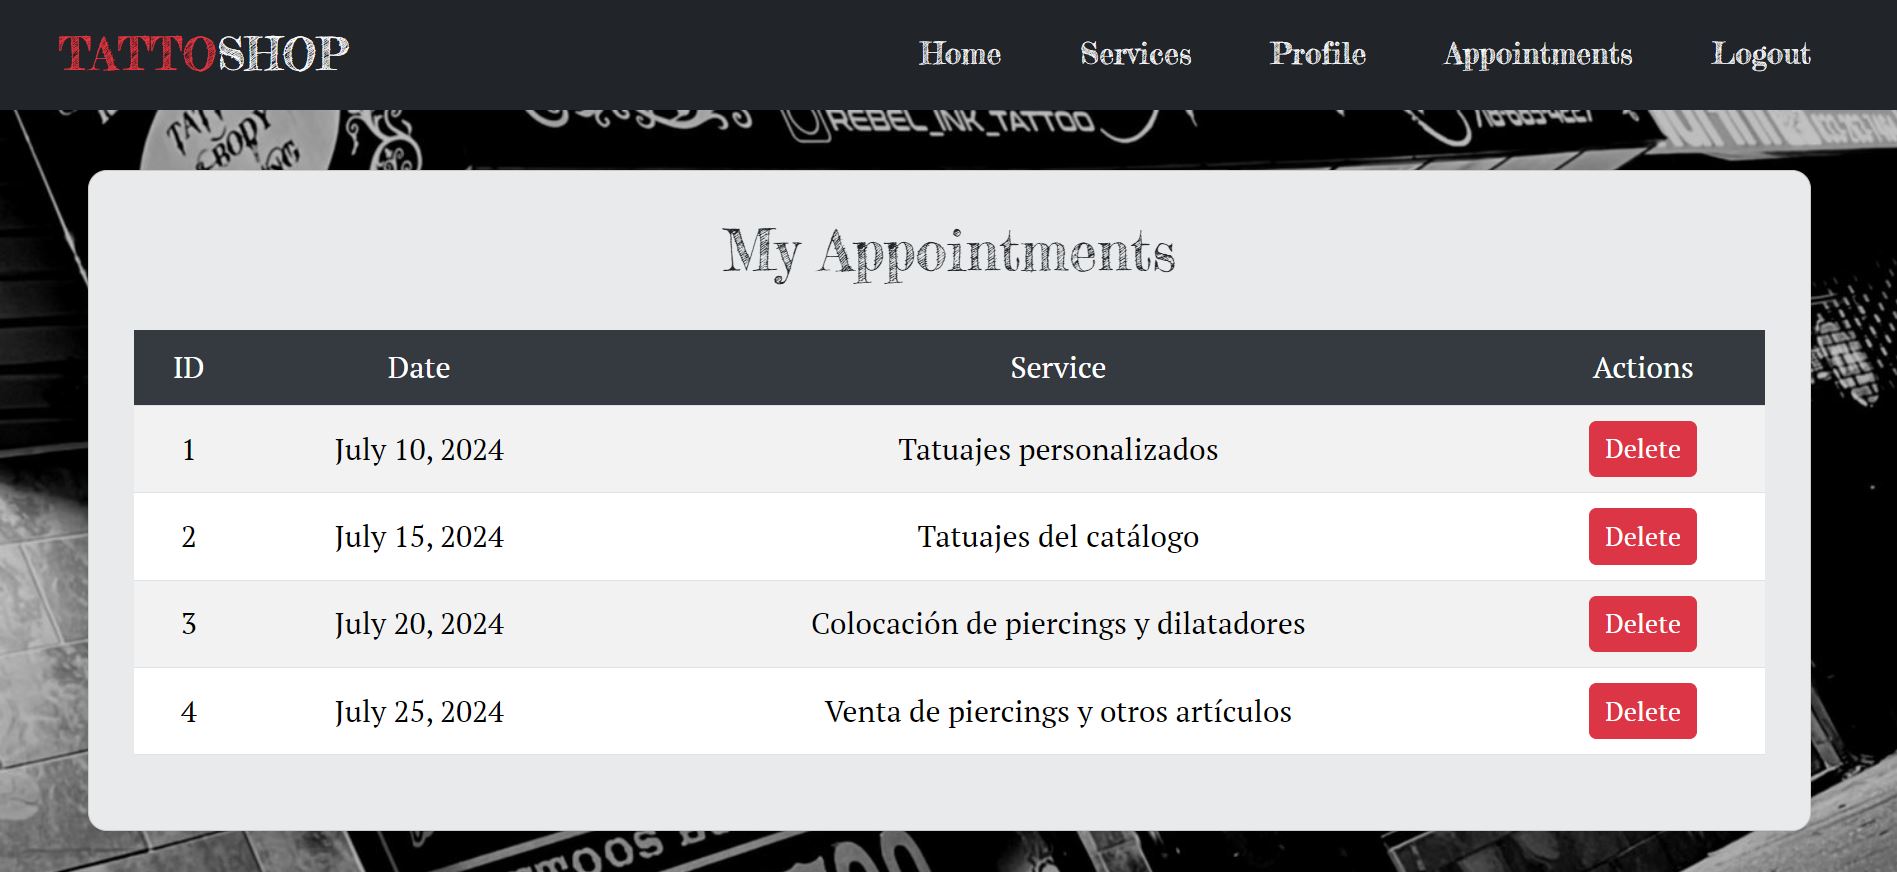 TATTOSHOP Home Services Profile Appointments Logout
REBEL_INK_TATTOO
BODY
My Appointments
ID Date Service Actions
1 July 10, 2024 Tatuajes personalizados Delete
2 July 15, 2024 Tatuajes del catálogo Delete
3 July 20, 2024 Colocación de piercings y dilatadores Delete
4 July 25, 2024 Venta de piercings y otros artículos Delete